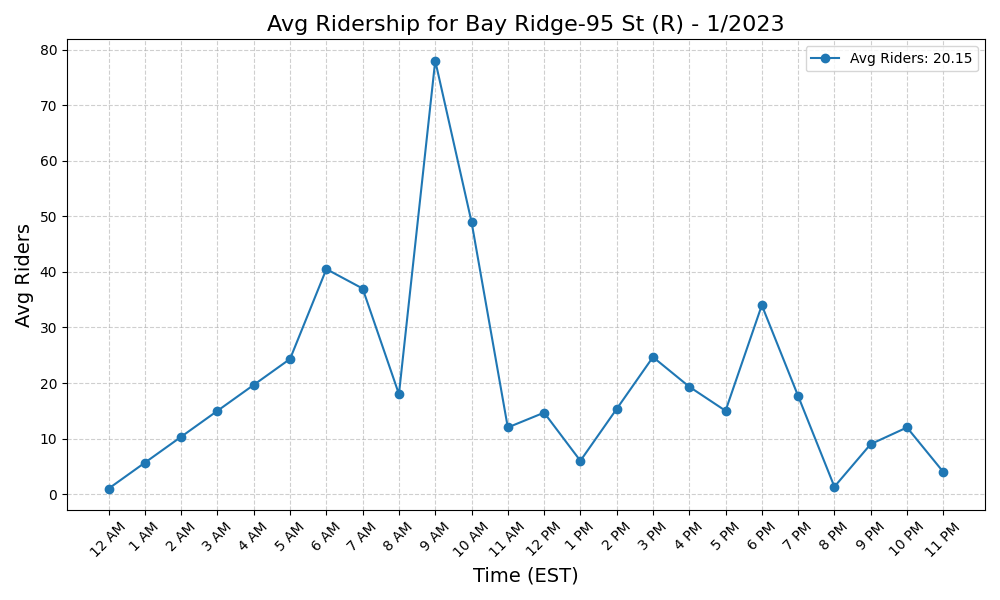 Avg Ridership for Bay Ridge-95 St (R) - 1/2023
Avg Riders: 20.15
Avg Riders
80
70
60
50
40
30
20
10
0
12 AM
1 AM
2 AM
3 AM
4 AM
5 AM
6 AM
7 AM
8 AM
9 AM
10 AM
11 AM
12 PM
1 PM
2 PM
3 PM
4 PM
5 PM
6 PM
7 PM
8 PM
9 PM
10 PM
11 PM
Time (EST)